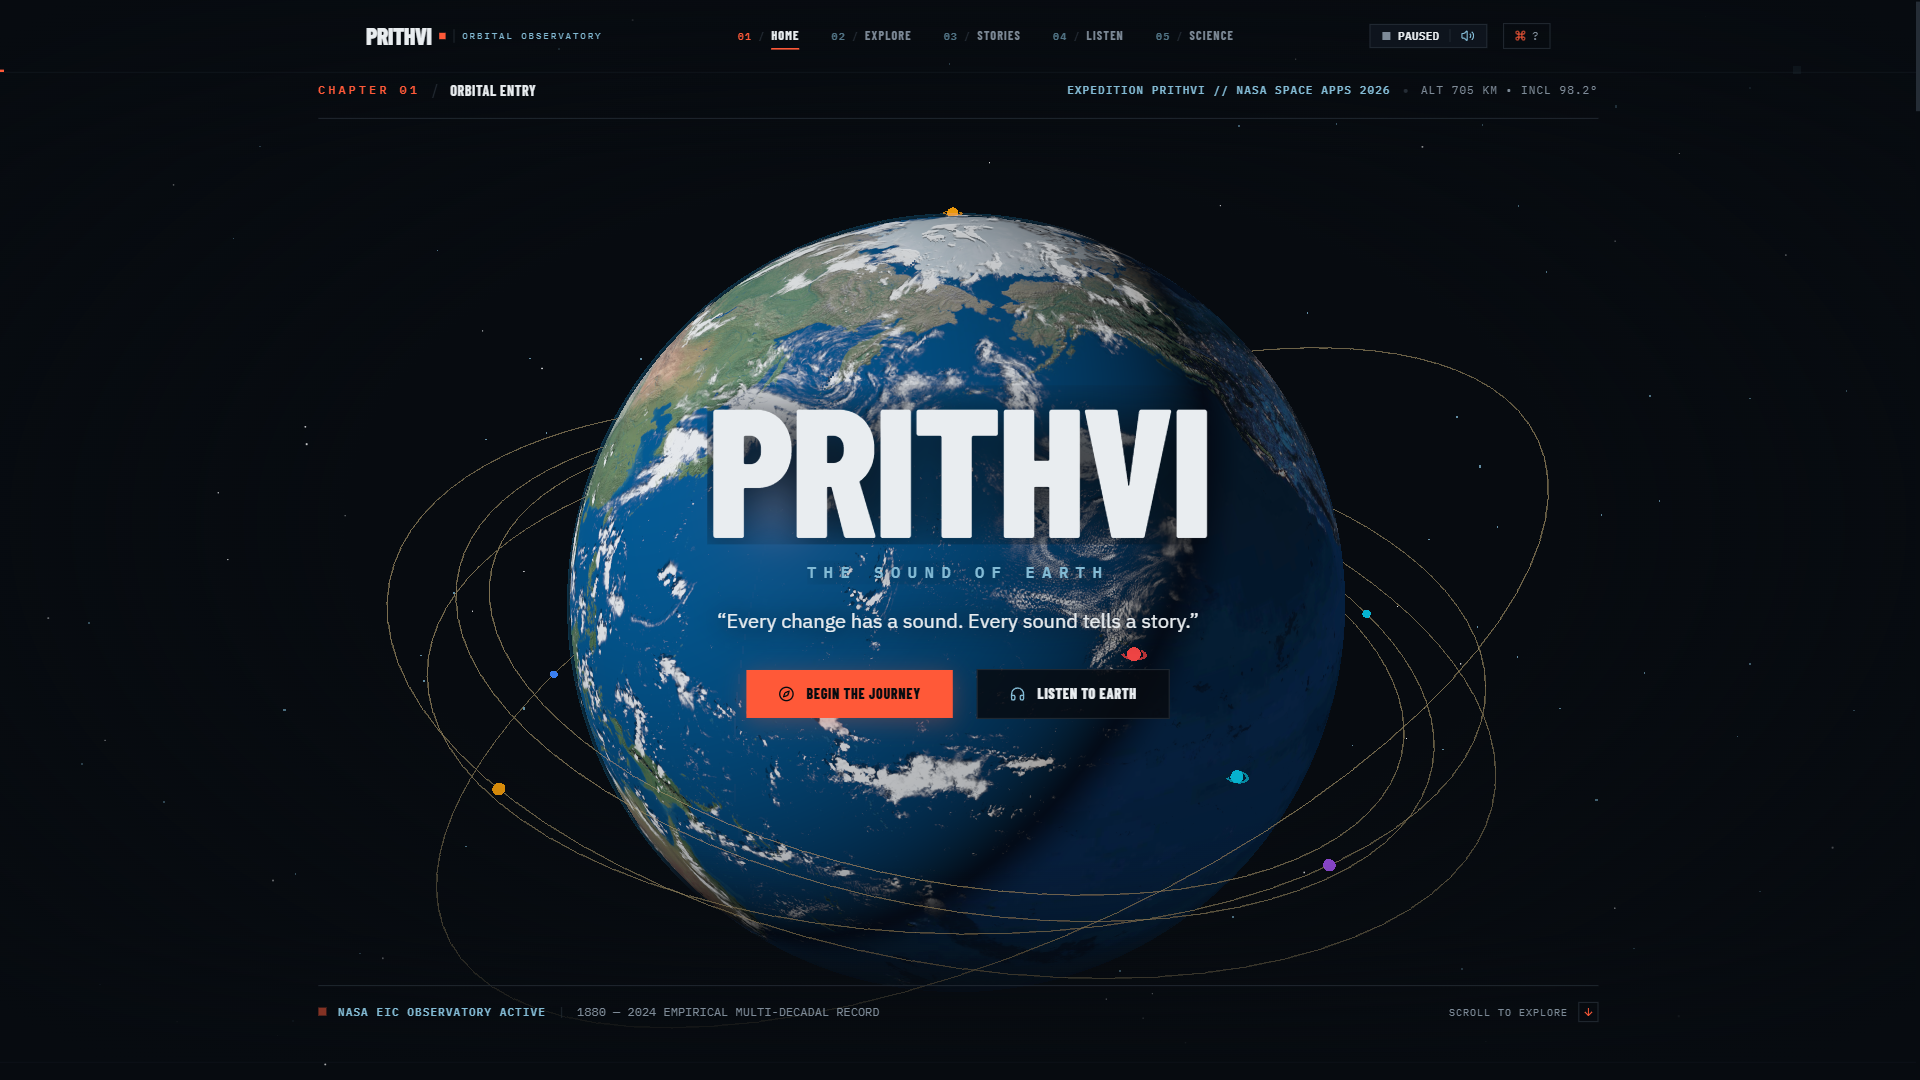 PRITHVI ORBITAL OBSERVATORY 01 / HOME 02 / EXPLORE 03 / STORIES 04 / LISTEN 05 / SCIENCE PAUSED ⌘ ?
CHAPTER 01 / ORBITAL ENTRY EXPEDITION PRITHVI // NASA SPACE APPS 2026 • ALT 705 KM • INCL 98.2°
PRITHVI
THE SOUND OF EARTH
“Every change has a sound. Every sound tells a story.”
BEGIN THE JOURNEY LISTEN TO EARTH
NASA EIC OBSERVATORY ACTIVE | 1880 — 2024 EMPIRICAL MULTI-DECADAL RECORD SCROLL TO EXPLORE ↓